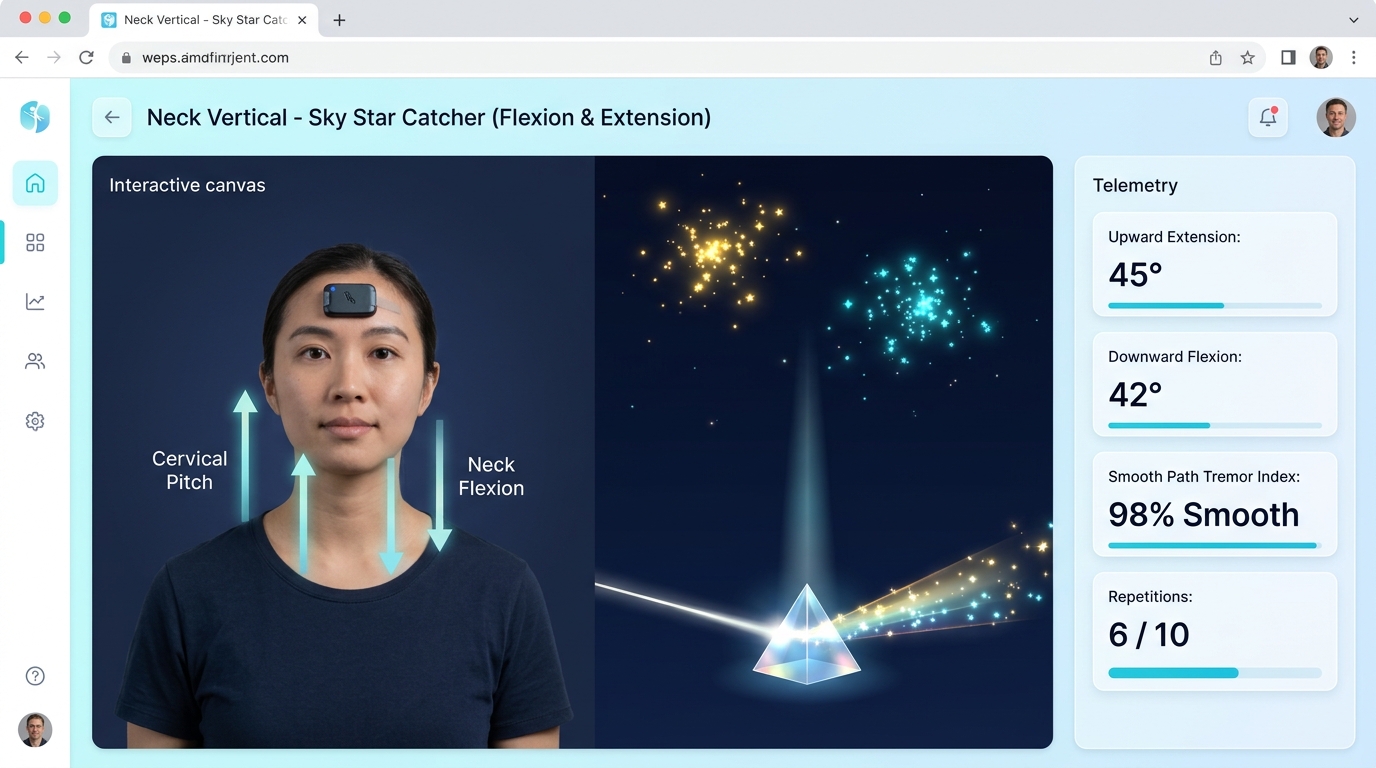 Neck Vertical - Sky Star Catc
weps.amdfinrjent.com
Neck Vertical - Sky Star Catcher (Flexion & Extension)
Interactive canvas
Cervical
Pitch
Neck
Flexion
Telemetry
Upward Extension:
45°
Downward Flexion:
42°
Smooth Path Tremor Index:
98% Smooth
Repetitions:
6 / 10